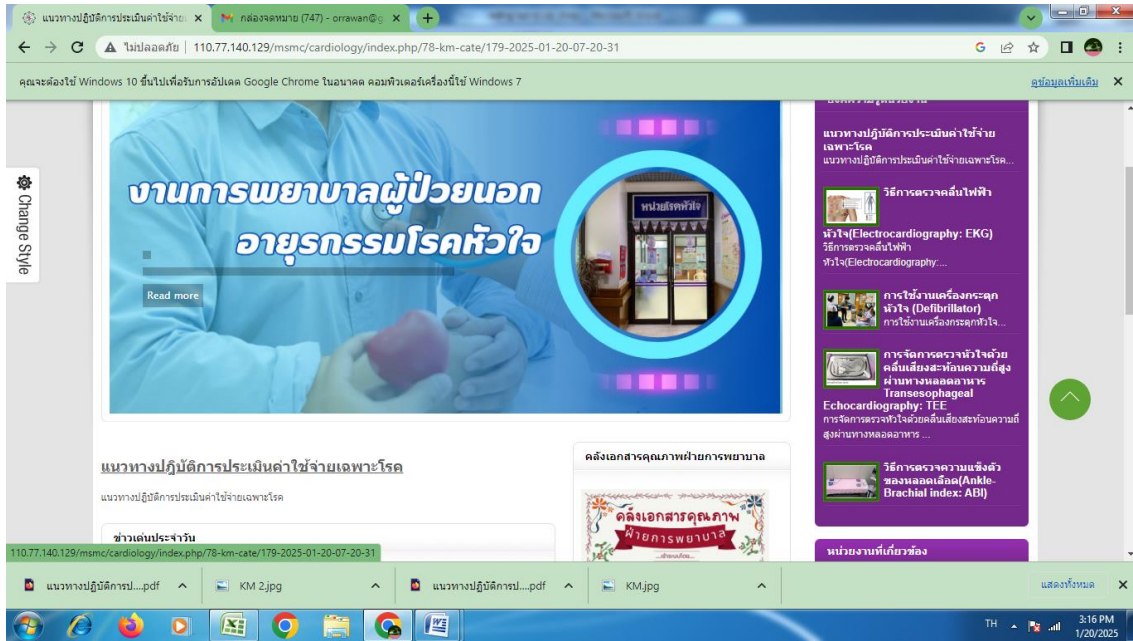 แนวทางปฏิบัติการประเมินค่าใช้จ่าย
กล่องจดหมาย (747) - orrawan@g
ไม่ปลอดภัย
110.77.140.129/msmc/cardiology/index.php/78-km-cate/179-2025-01-20-07-20-31
คุณจะต้องใช้ Windows 10 ขึ้นไปเพื่อรับการอัปเดต Google Chrome ในอนาคต คอมพิวเตอร์เครื่องนี้ใช้ Windows 7
ดูข้อมูลเพิ่มเติม
Change Style
งานการพยาบาลผู้ป่วยนอก
อายุรกรรมโรคหัวใจ
Read more
หน่วยโรคหัวใจ
แนวทางปฏิบัติการประเมินค่าใช้จ่าย
เฉพาะโรค
แนวทางปฏิบัติการประเมินค่าใช้จ่ายเฉพาะโรค...
วิธีการตรวจคลื่นไฟฟ้า
หัวใจ(Electrocardiography: EKG)
วิธีการตรวจคลื่นไฟฟ้า
หัวใจ(Electrocardiography:...
การใช้งานเครื่องกระตุก
หัวใจ (Defibrillator)
การใช้งานเครื่องกระตุกหัวใจ...
การจัดการตรวจหัวใจด้วย
คลื่นเสียงสะท้อนความถี่สูง
ผ่านทางหลอดอาหาร
Transesophageal
Echocardiography: TEE
การจัดการตรวจหัวใจด้วยคลื่นเสียงสะท้อนความถี่
สูงผ่านทางหลอดอาหาร ...
วิธีการตรวจความแข็งตัว
ของหลอดเลือด(Ankle-
Brachial index: ABI)
หน่วยงานที่เกี่ยวข้อง
แนวทางปฏิบัติการประเมินค่าใช้จ่ายเฉพาะโรค
แนวทางปฏิบัติการประเมินค่าใช้จ่ายเฉพาะโรค
ข่าวเด่นประจำวัน
คลังเอกสารคุณภาพฝ่ายการพยาบาล
คลังเอกสารคุณภาพ
ฝ่ายการพยาบาล
110.77.140.129/msmc/cardiology/index.php/78-km-cate/179-2025-01-20-07-20-31
แนวทางปฏิบัติการป....pdf
KM 2.jpg
แนวทางปฏิบัติการป....pdf
KM.jpg
แสดงทั้งหมด
TH
3:16 PM
1/20/2025